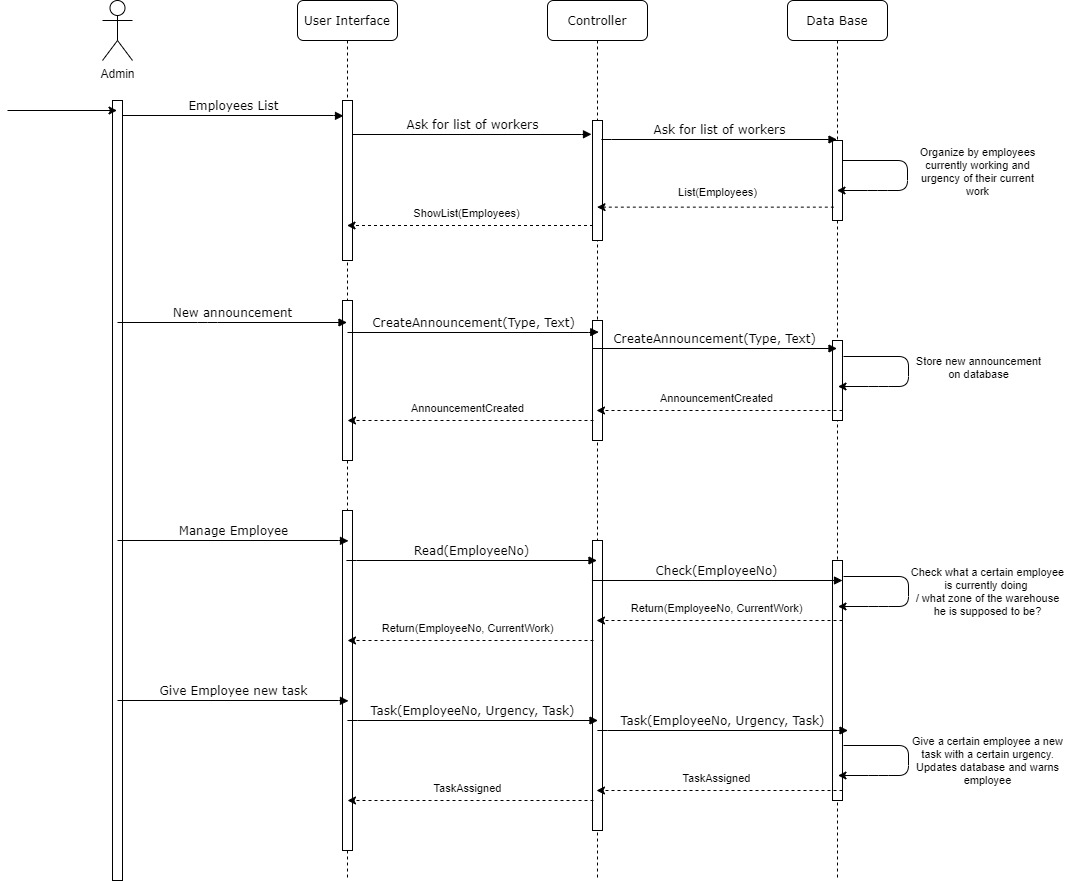 User Interface
Controller
Data Base
Admin
Employees List
Ask for list of workers
Ask for list of workers
Organize by employees
currently working and
urgency of their current
work
List(Employees)
ShowList(Employees)
New announcement
CreateAnnouncement(Type, Text)
CreateAnnouncement(Type, Text)
Store new announcement
on database
AnnouncementCreated
AnnouncementCreated
Manage Employee
Read(EmployeeNo)
Check(EmployeeNo)
Check what a certain employee
is currently doing
/ what zone of the warehouse
he is supposed to be?
Return(EmployeeNo, CurrentWork)
Return(EmployeeNo, CurrentWork)
Give Employee new task
Task(EmployeeNo, Urgency, Task)
Task(EmployeeNo, Urgency, Task)
Give a certain employee a new
task with a certain urgency.
Updates database and warns
employee
TaskAssigned
TaskAssigned